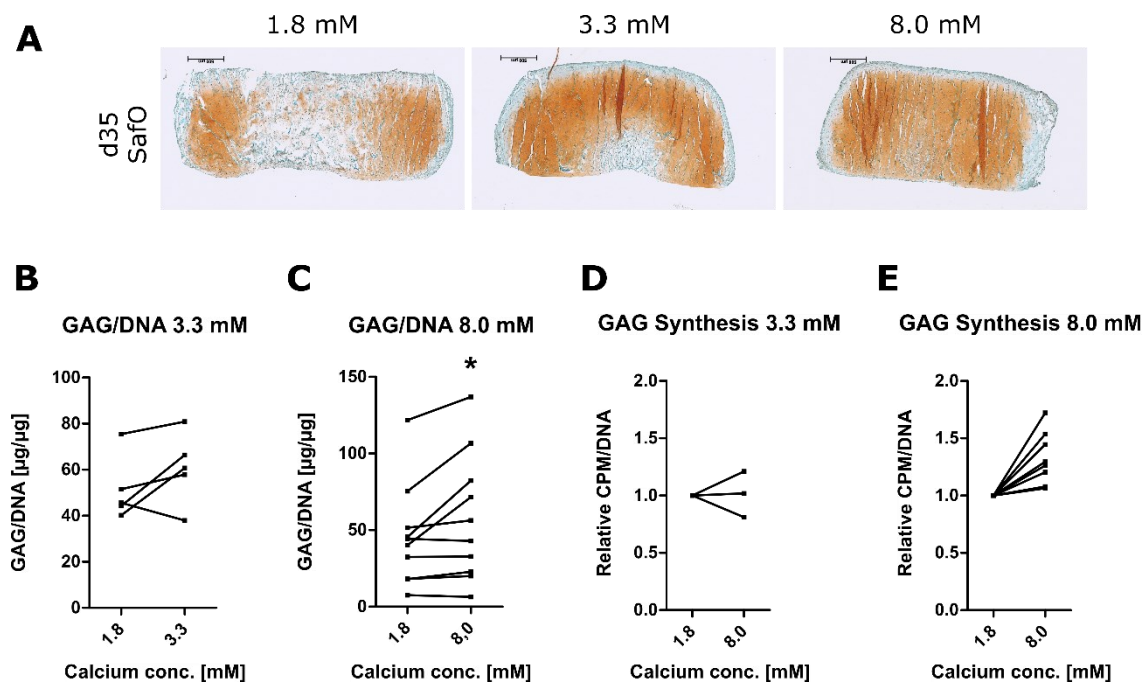 A
1.8 mM 3.3 mM 8.0 mM
d35
SafO
B C D E
GAG/DNA 3.3 mM
GAG/DNA [µg/µg]
100
80
60
40
20
0
1.8 3.3
Calcium conc. [mM]
GAG/DNA 8.0 mM
*
GAG/DNA [µg/µg]
150
100
50
0
1.8 8,0
Calcium conc. [mM]
GAG Synthesis 3.3 mM
Relative CPM/DNA
2.0
1.5
1.0
0.5
0.0
1.8 8.0
Calcium conc. [mM]
GAG Synthesis 8.0 mM
Relative CPM/DNA
2.0
1.5
1.0
0.5
0.0
1.8 8.0
Calcium conc. [mM]